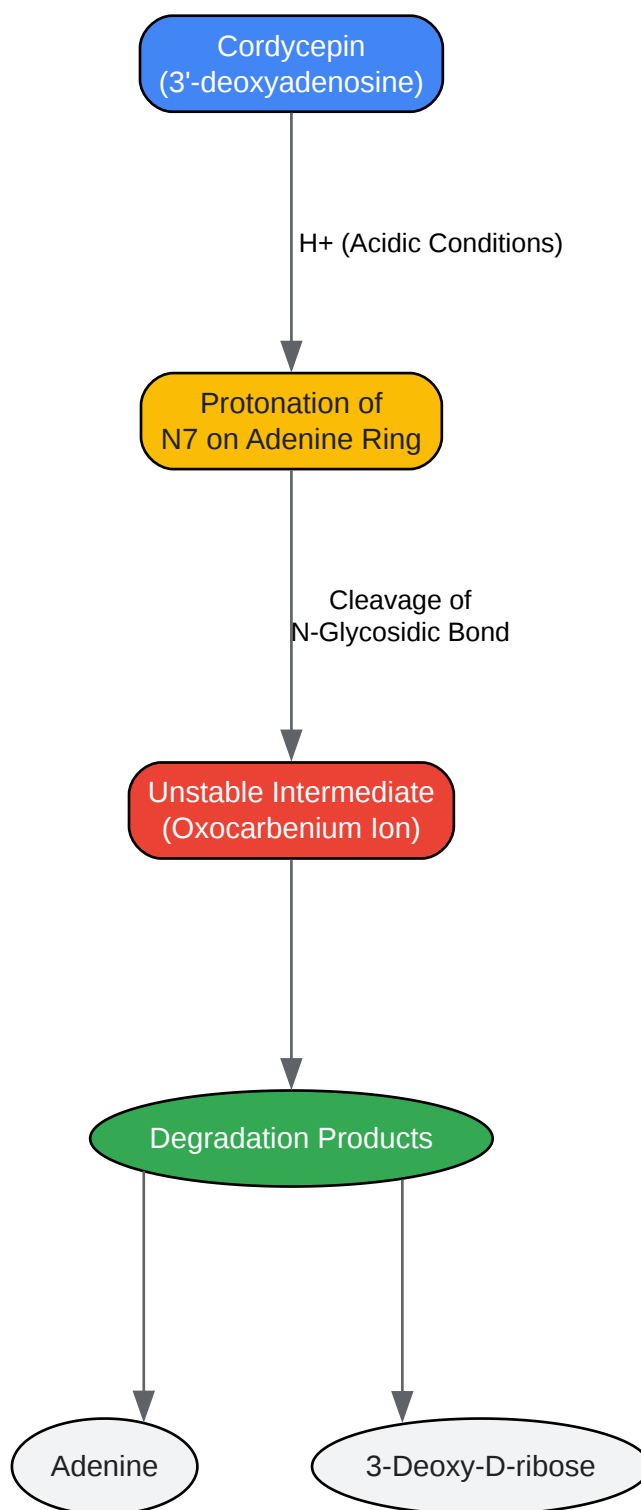 Cordycepin
(3'-deoxyadenosine)
H+ (Acidic Conditions)
Protonation of
N7 on Adenine Ring
Cleavage of
N-Glycosidic Bond
Unstable Intermediate
(Oxocarbenium Ion)
Degradation Products
Adenine
3-Deoxy-D-ribose